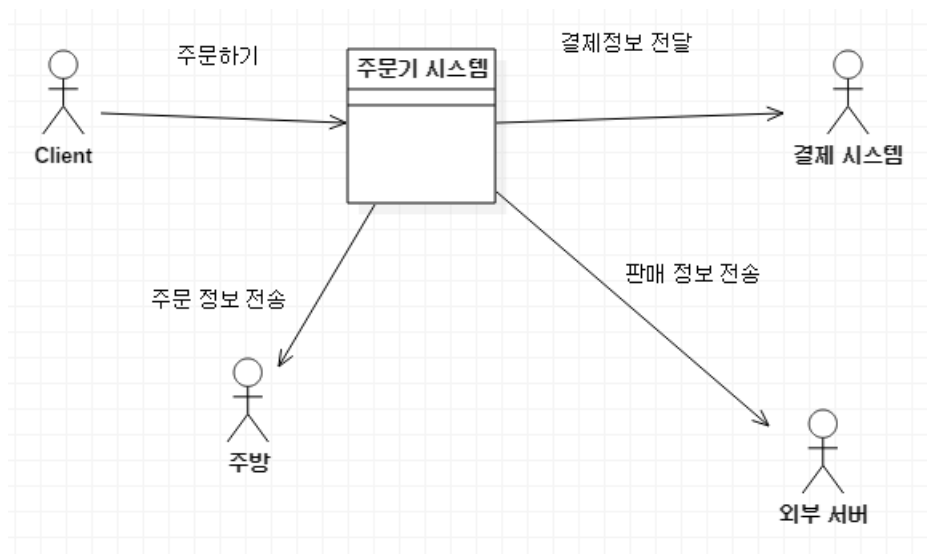 주문하기
주문기 시스템
결제정보 전달
Client
결제 시스템
판매 정보 전송
주문 정보 전송
주방
외부 서버